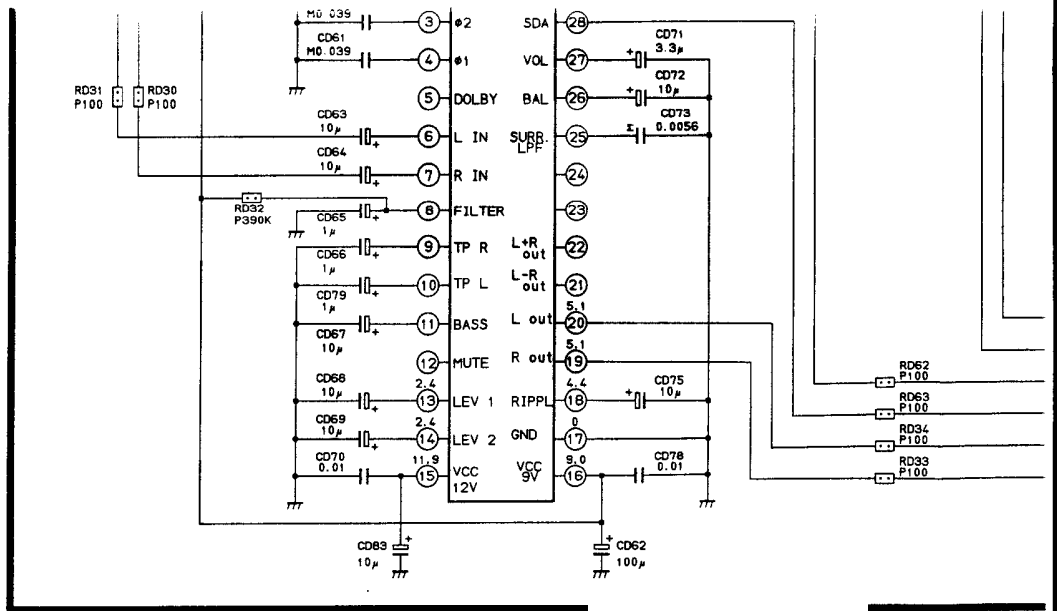 M0.039 3 φ2 SDA 28
CD61
M0.039 4 φ1 VOL 27 + CD71
3.3μ
RD31
P100
RD30
P100
5 DOLBY BAL 26 + CD72
10μ
CD63
10μ + 6 L IN SURR.
LPF 25 Σ CD73
0.0056
CD64
10μ + 7 R IN 24
RD32
P390K
CD65
1μ + 8 FILTER 23
9 TP R L+R
out 22
CD66
1μ + 10 TP L L-R
out 21
CD79
1μ + 11 BASS L out 5.1 20
CD67
10μ
12 MUTE R out 5.1 19
CD68
10μ + 2.4 13 LEV 1 RIPPL 4.4 18 + CD75
10μ
CD69
10μ + 2.4 14 LEV 2 GND 0 17
CD70
0.01 11.9 15 VCC
12V VCC
9V 9.0 16 CD78
0.01
RD62
P100
RD63
P100
RD34
P100
RD33
P100
CD83
10μ +
CD62
100μ +